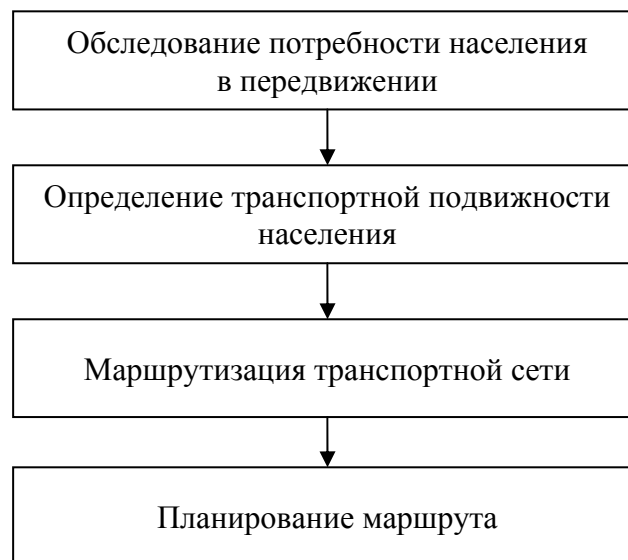 Обследование потребности населения
в передвижении
Определение транспортной подвижности
населения
Маршрутизация транспортной сети
Планирование маршрута